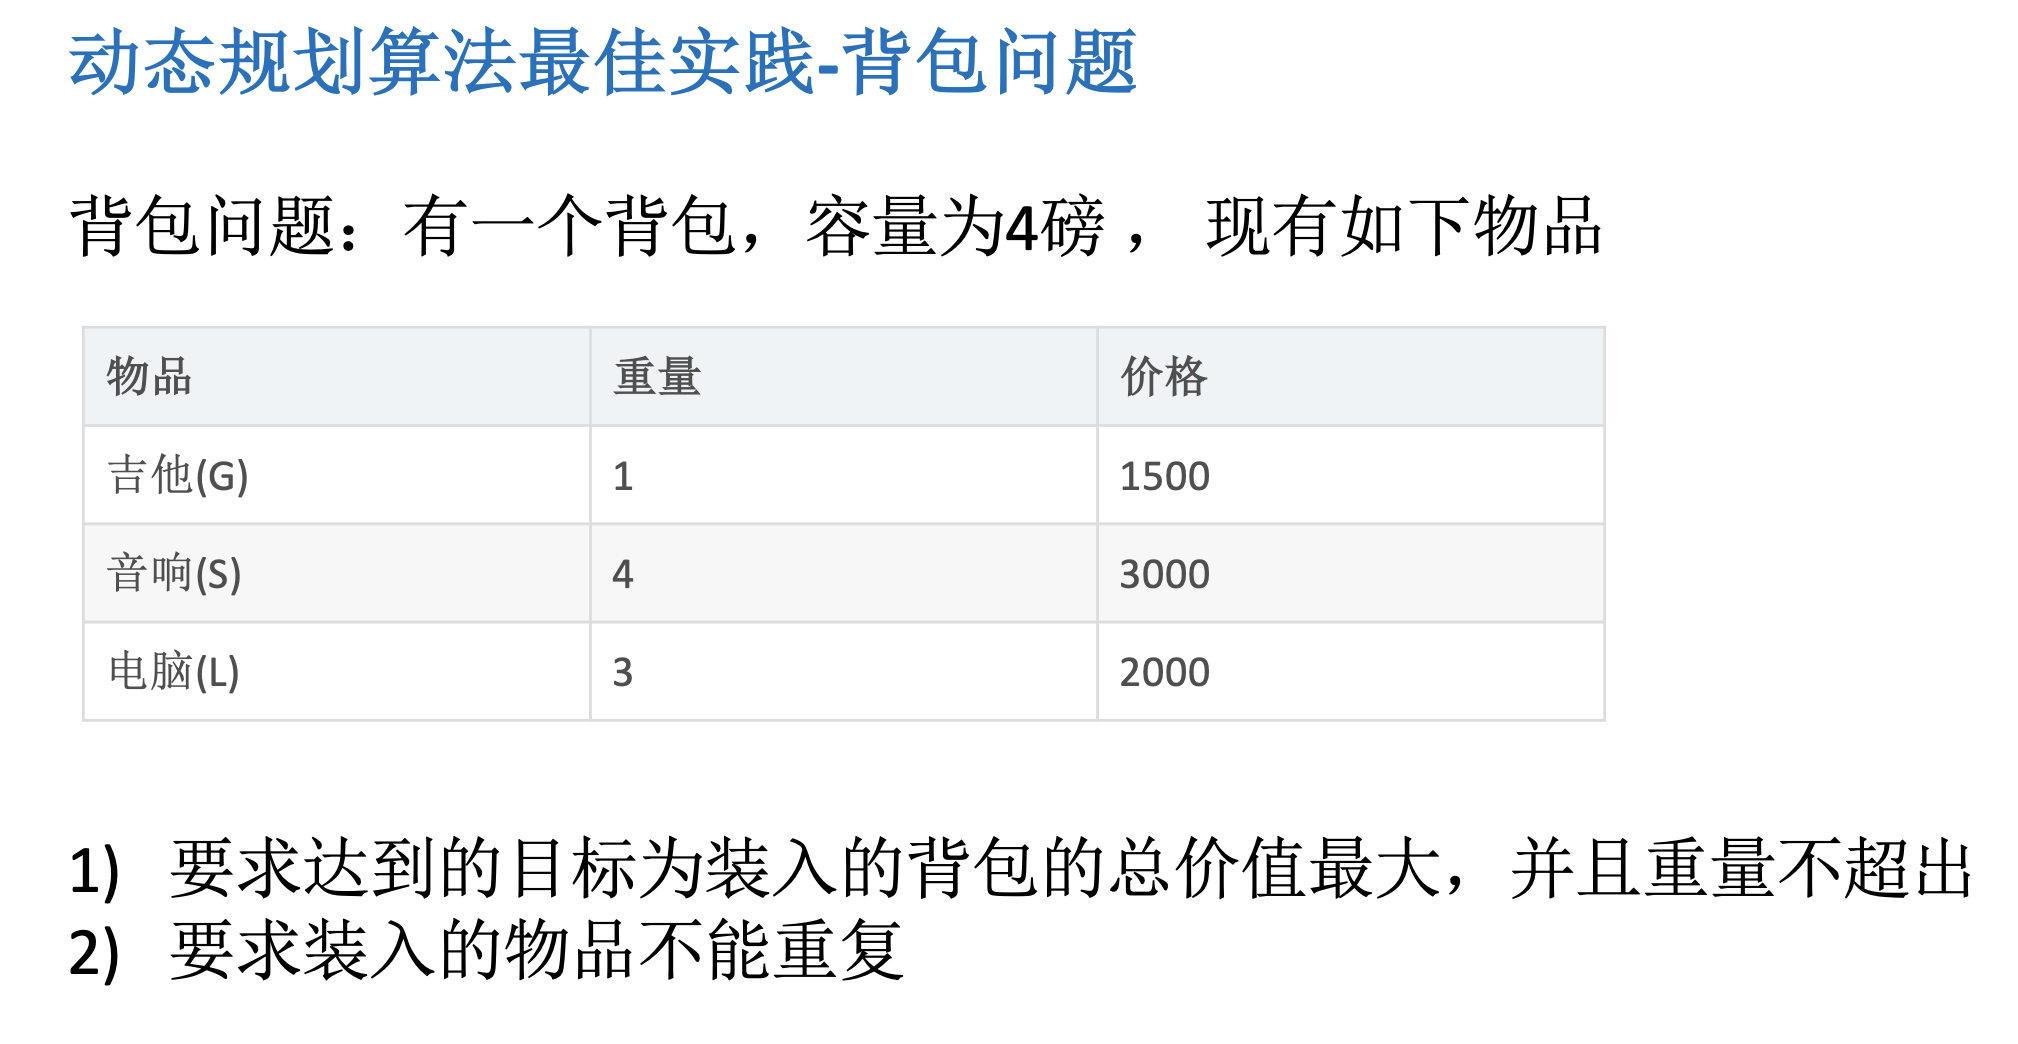 动态规划算法最佳实践-背包问题
背包问题：有一个背包，容量为4磅 ， 现有如下物品
物品 重量 价格
吉他(G) 1 1500
音响(S) 4 3000
电脑(L) 3 2000
1) 要求达到的目标为装入的背包的总价值最大，并且重量不超出
2) 要求装入的物品不能重复